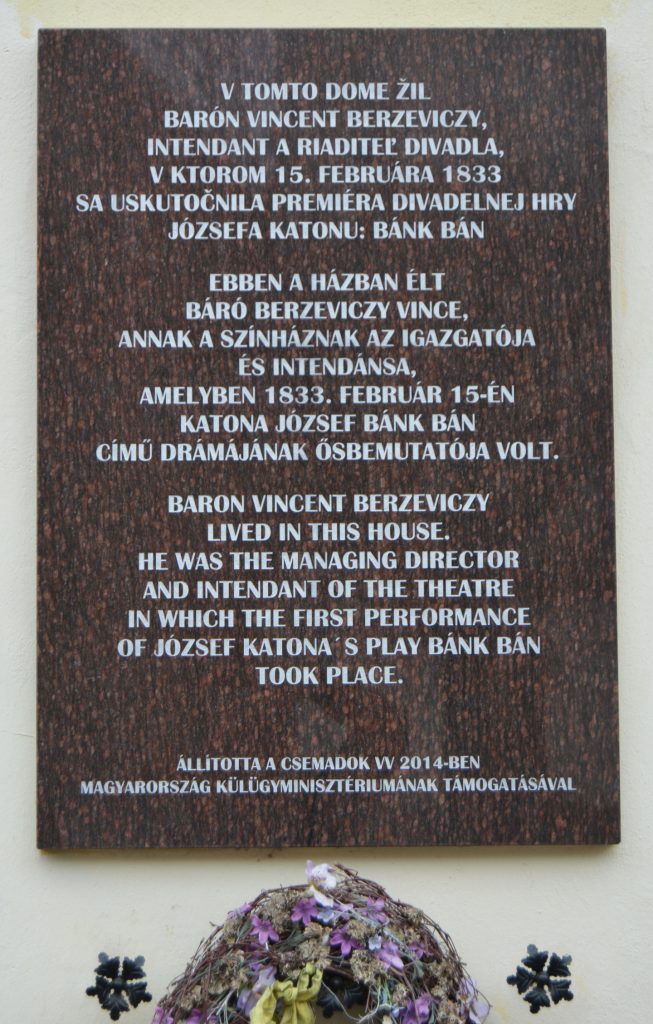 V TOMTO DOME ŽIL
BARÓN VINCENT BERZEVICZY,
INTENDANT A RIADITEĽ DIVADLA,
V KTOROM 15. FEBRUÁRA 1833
SA USKUTOČNILA PREMIÉRA DIVADELNEJ HRY
JÓZSEFA KATONU: BÁNK BÁN
EBBEN A HÁZBAN ÉLT
BÁRÓ BERZEVICZY VINCE,
ANNAK A SZÍNHÁZNAK AZ IGAZGATÓJA
ÉS INTENDÁNSA,
AMELYBEN 1833. FEBRUÁR 15-ÉN
KATONA JÓZSEF BÁNK BÁN
CÍMŰ DRÁMÁJÁNAK ŐSBEMUTATÓJA VOLT.
BARON VINCENT BERZEVICZY
LIVED IN THIS HOUSE.
HE WAS THE MANAGING DIRECTOR
AND INTENDANT OF THE THEATRE
IN WHICH THE FIRST PERFORMANCE
OF JÓZSEF KATONA´S PLAY BÁNK BÁN
TOOK PLACE.
ÁLLÍTOTTA A CSEMADOK VV 2014-BEN
MAGYARORSZÁG KÜLÜGYMINISZTÉRIUMÁNAK TÁMOGATÁSÁVAL